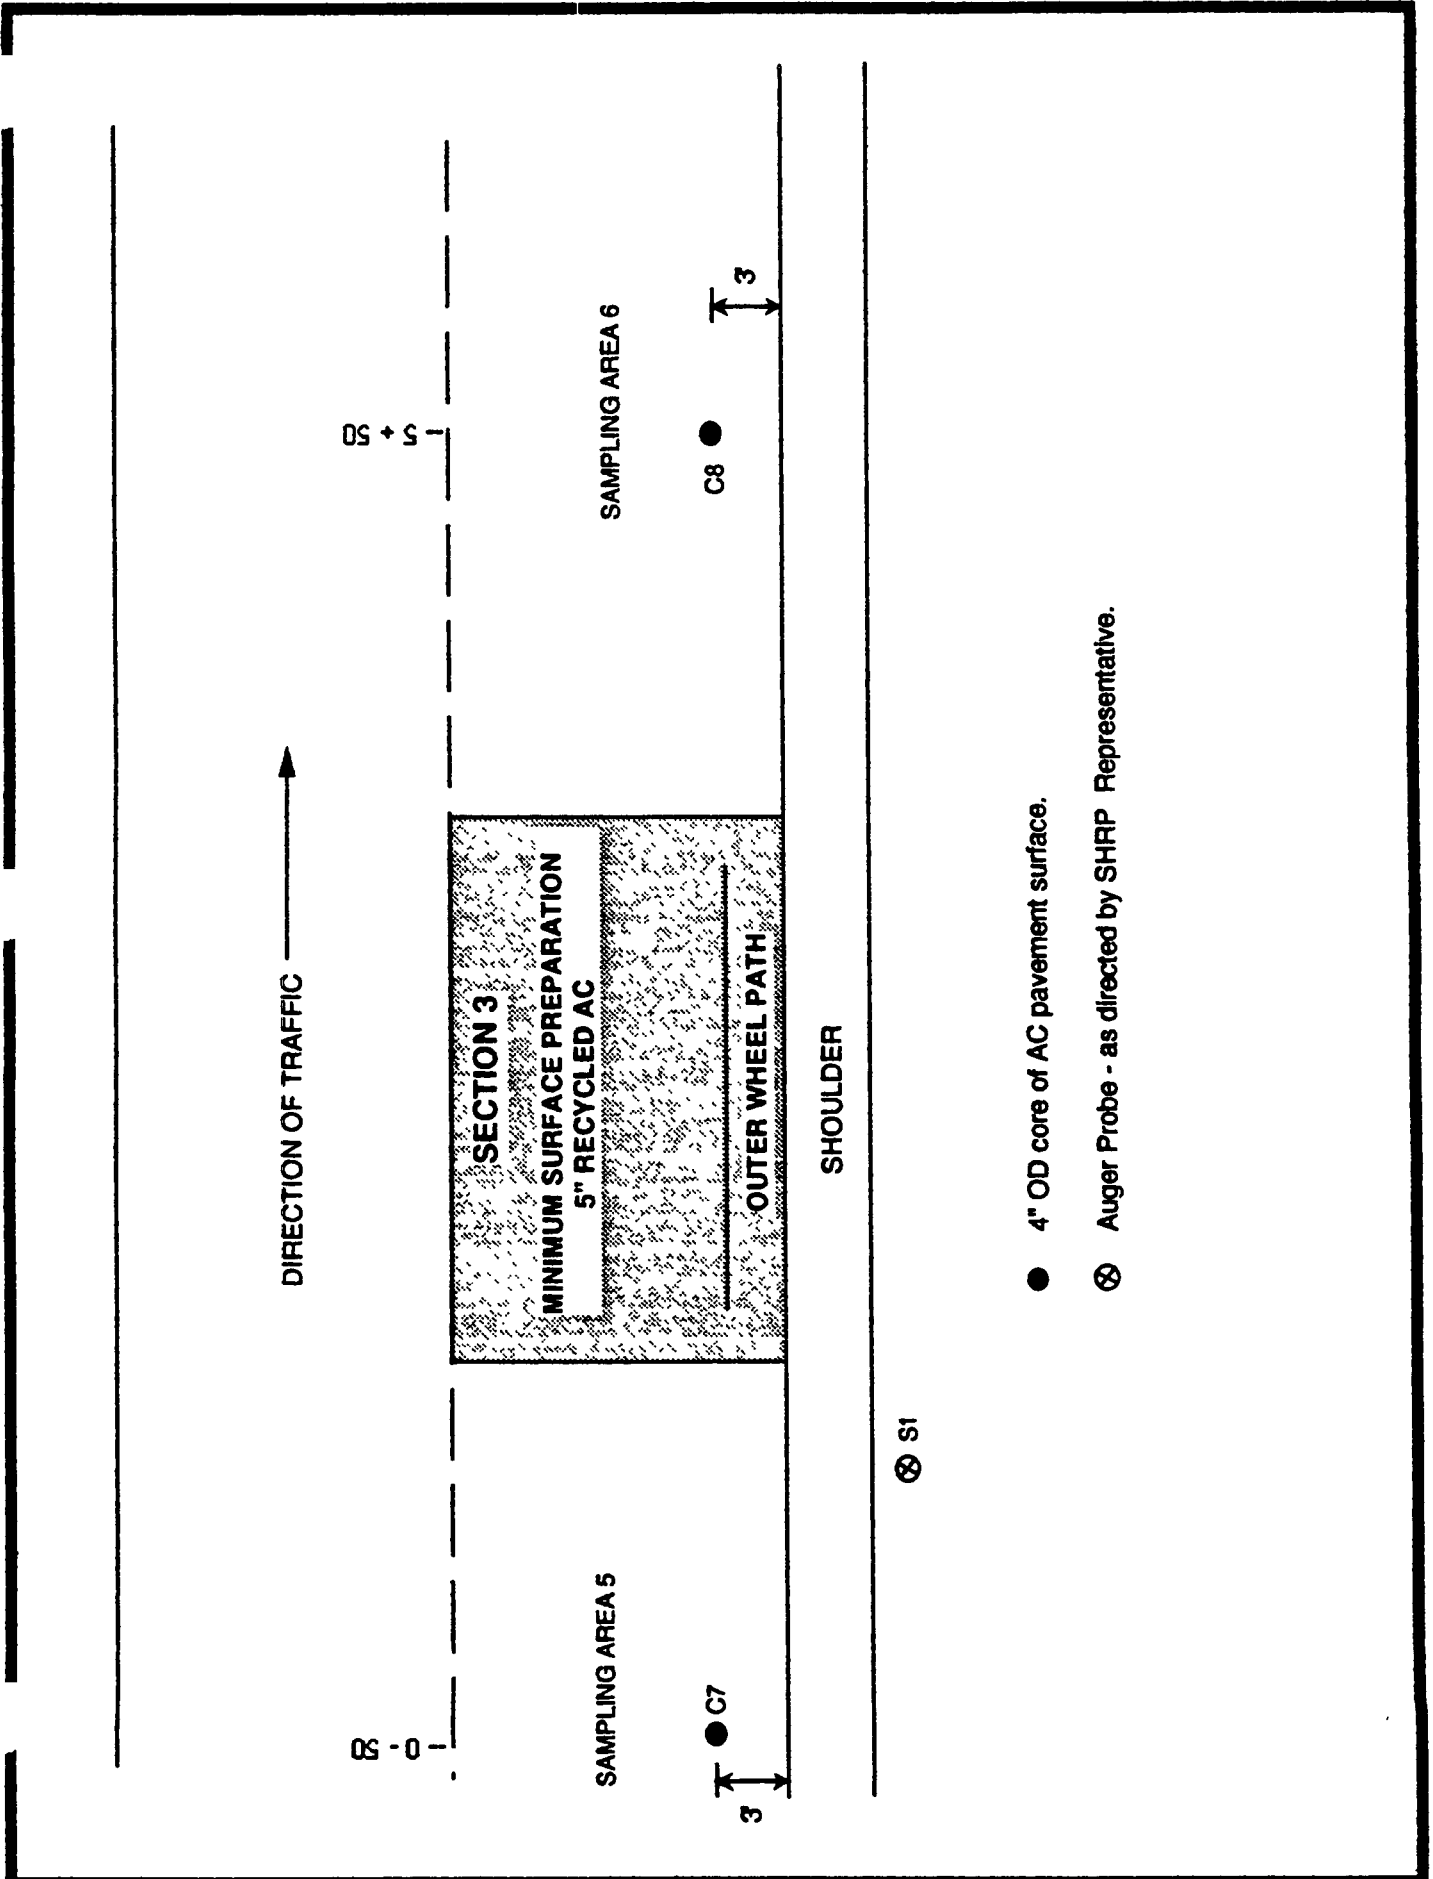 DIRECTION OF TRAFFIC
0 - 50
5 + 50
SECTION 3
MINIMUM SURFACE PREPARATION
5" RECYCLED AC
SAMPLING AREA 5
SAMPLING AREA 6
C7
C8
3'
3'
OUTER WHEEL PATH
SHOULDER
S1
4" OD core of AC pavement surface.
Auger Probe - as directed by SHRP Representative.